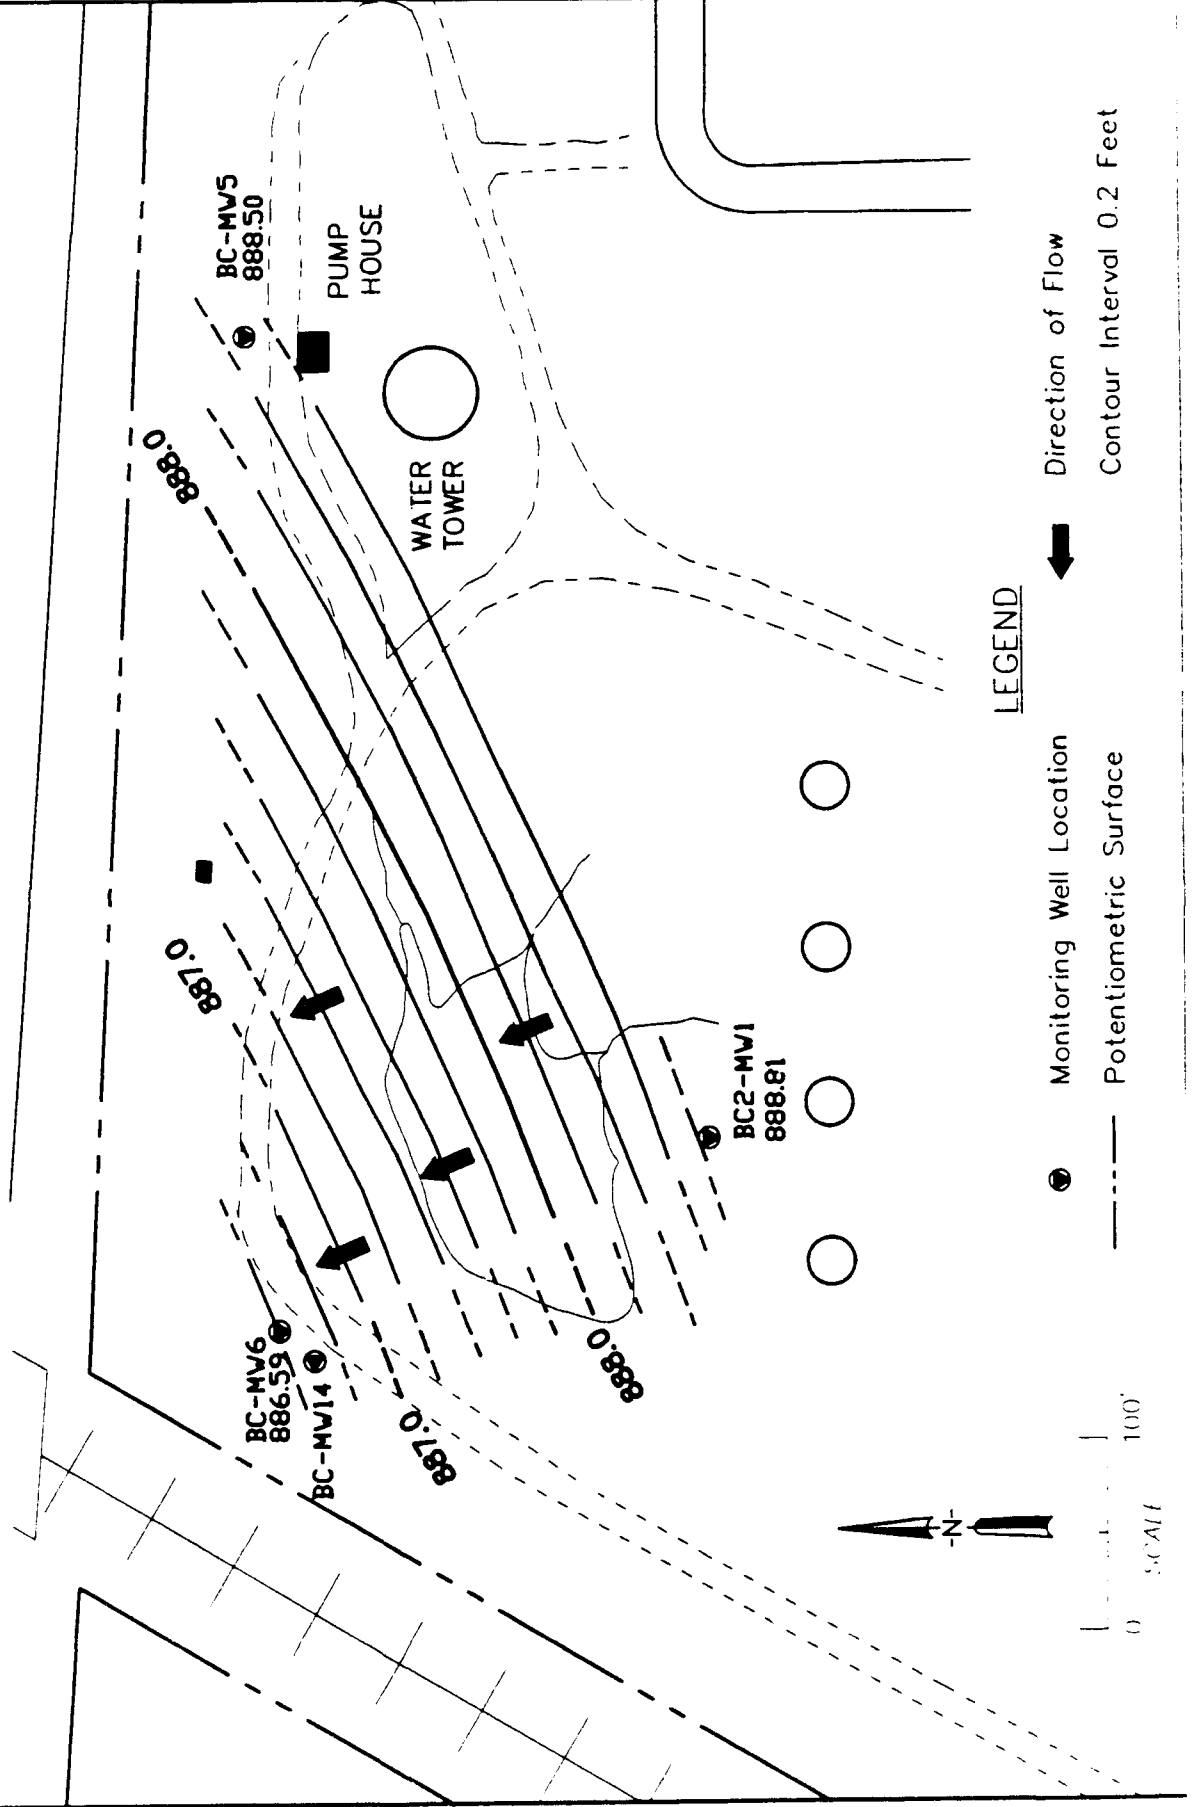 BC-MW5
888.50
PUMP
HOUSE
888.0
WATER
TOWER
887.0
BC-MW6
886.59
BC-MW14
887.0
888.0
BC2-MW1
888.81
N
LEGEND
Monitoring Well Location
Direction of Flow
Potentiometric Surface
Contour Interval 0.2 Feet
0
100'
SCALE